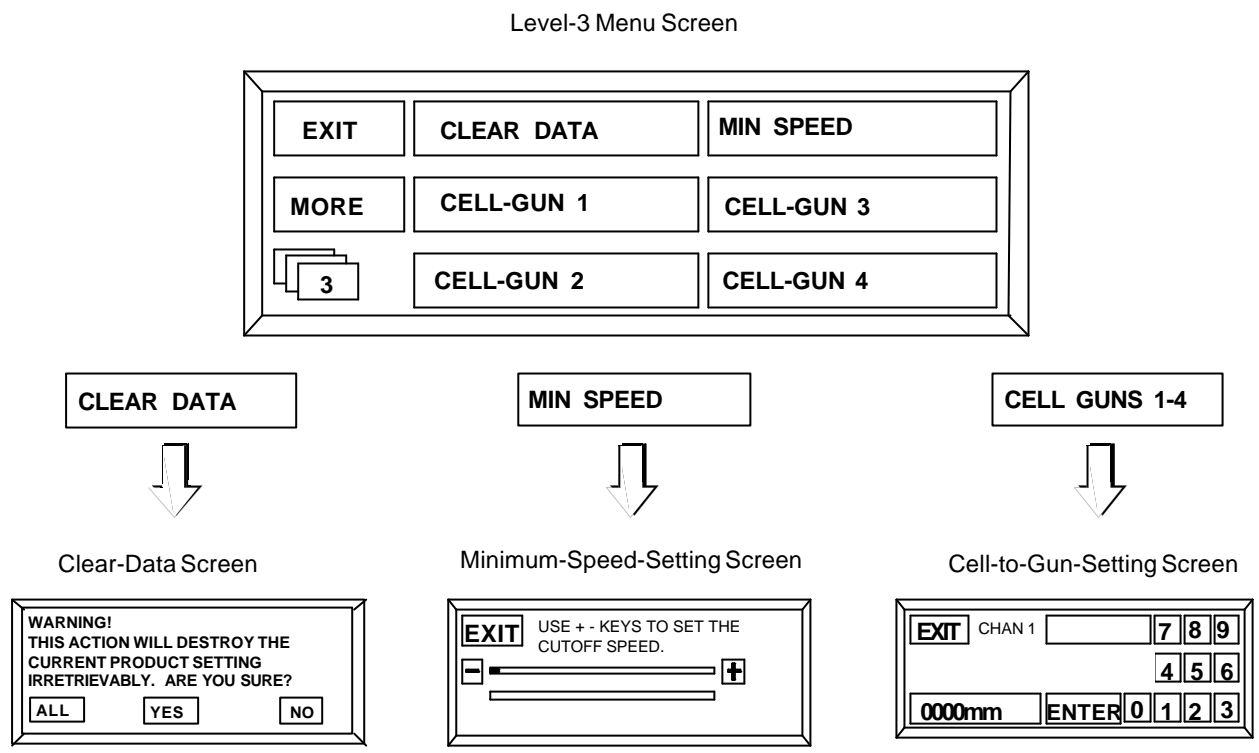 Level-3 Menu Screen
EXIT CLEAR DATA MIN SPEED
MORE CELL-GUN 1 CELL-GUN 3
3 CELL-GUN 2 CELL-GUN 4
CLEAR DATA
MIN SPEED
CELL GUNS 1-4
Clear-Data Screen
WARNING!
THIS ACTION WILL DESTROY THE
CURRENT PRODUCT SETTING
IRRETRIEVABLY. ARE YOU SURE?
ALL YES NO
Minimum-Speed-Setting Screen
EXIT USE + - KEYS TO SET THE
CUTOFF SPEED.
- +
Cell-to-Gun-Setting Screen
EXIT CHAN 1 7 8 9
4 5 6
0000mm ENTER 0 1 2 3